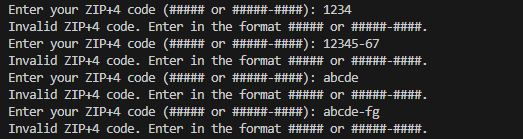 Enter your ZIP+4 code (##### or #####-####): 1234
Invalid ZIP+4 code. Enter in the format ##### or #####-####.
Enter your ZIP+4 code (##### or #####-####): 12345-67
Invalid ZIP+4 code. Enter in the format ##### or #####-####.
Enter your ZIP+4 code (##### or #####-####): abcde
Invalid ZIP+4 code. Enter in the format ##### or #####-####.
Enter your ZIP+4 code (##### or #####-####): abcde-fg
Invalid ZIP+4 code. Enter in the format ##### or #####-####.